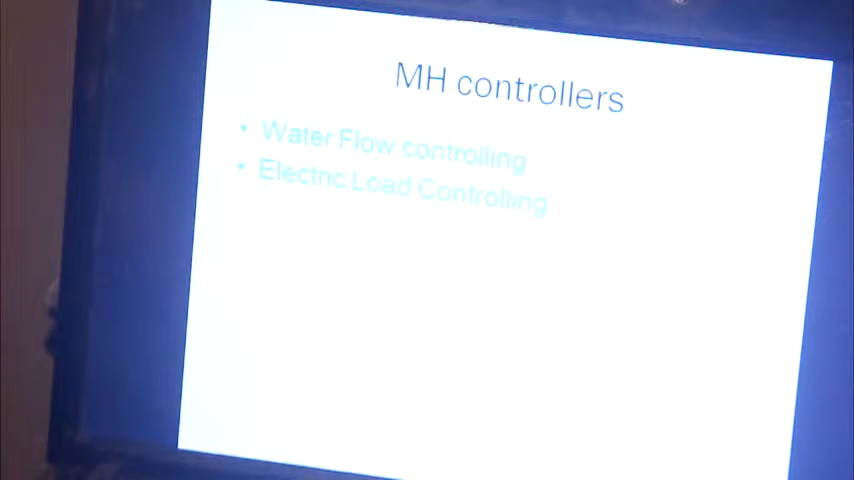 MH controllers
• Water Flow controlling
• Electric Load Controlling